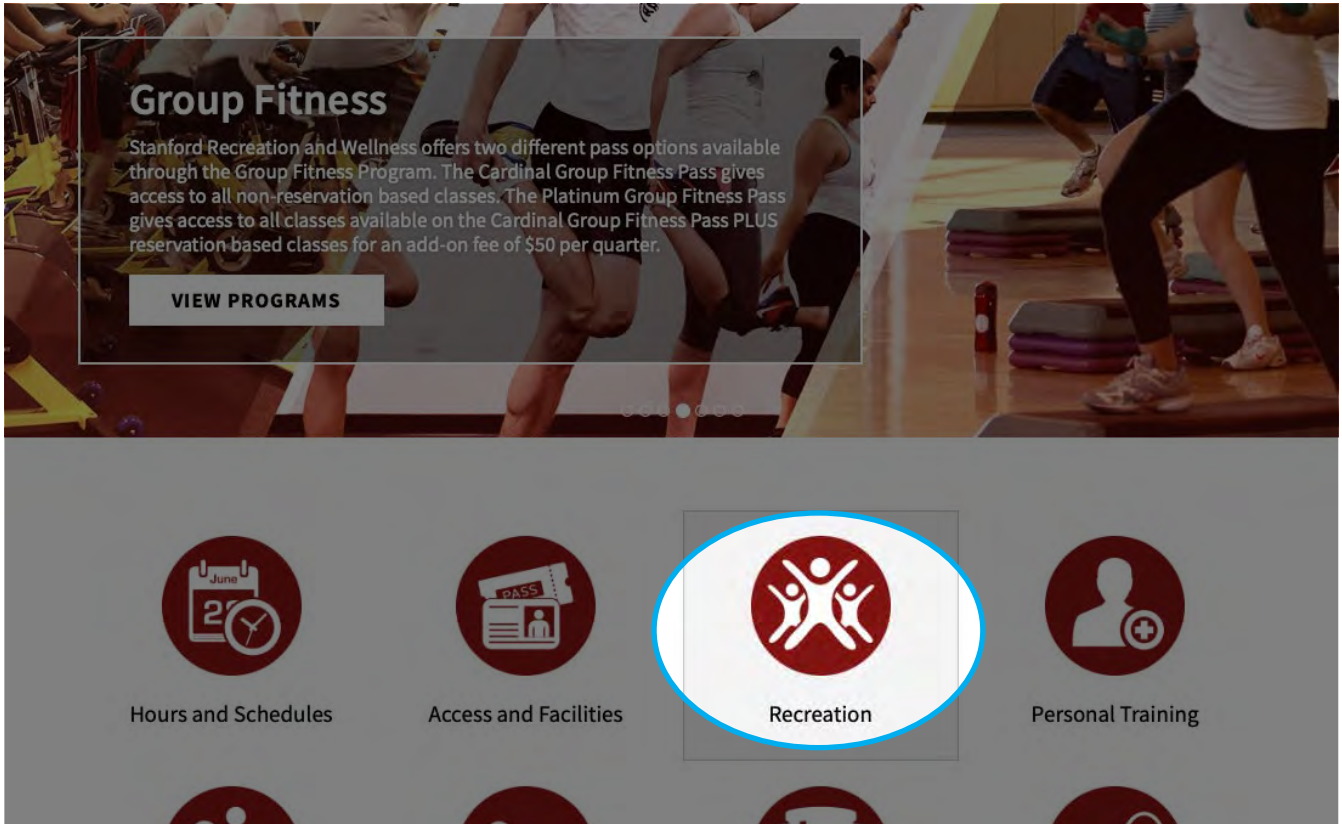 Group Fitness
Stanford Recreation and Wellness offers two different pass options available
through the Group Fitness Program. The Cardinal Group Fitness Pass gives
access to all non-reservation based classes. The Platinum Group Fitness Pass
gives access to all classes available on the Cardinal Group Fitness Pass PLUS
reservation based classes for an add-on fee of $50 per quarter.
VIEW PROGRAMS
June
PASS
Hours and Schedules
Access and Facilities
Recreation
Personal Training